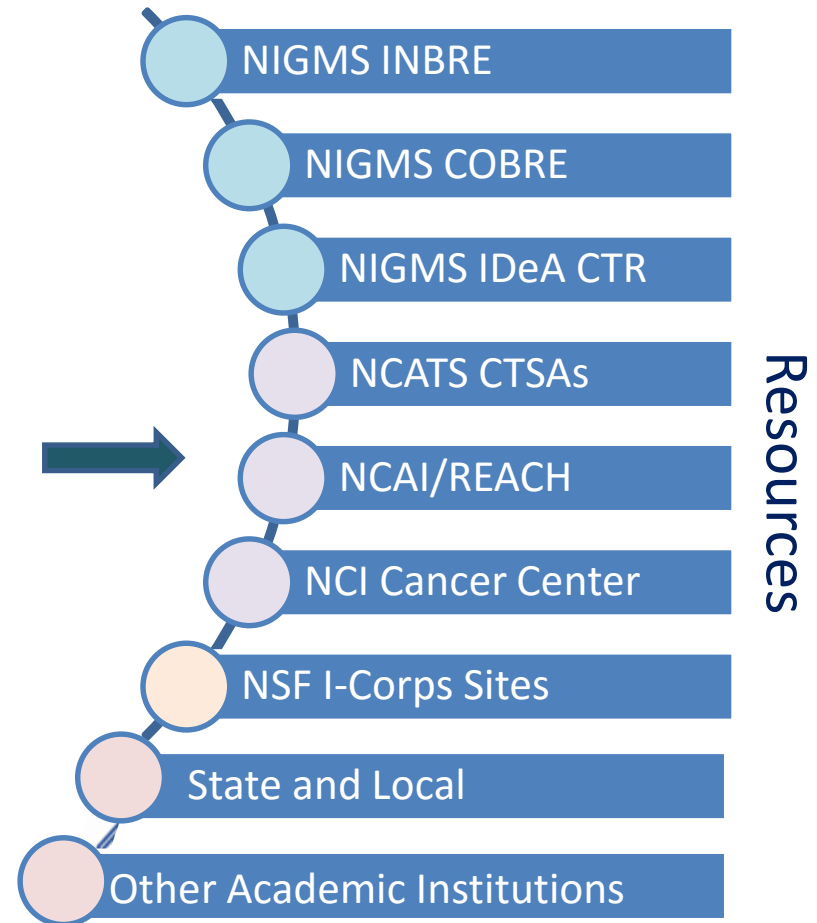 NIGMS INBRE
NIGMS COBRE
NIGMS IDeA CTR
NCATS CTSAs
NCAI/REACH
NCI Cancer Center
NSF I-Corps Sites
State and Local
Other Academic Institutions
Resources